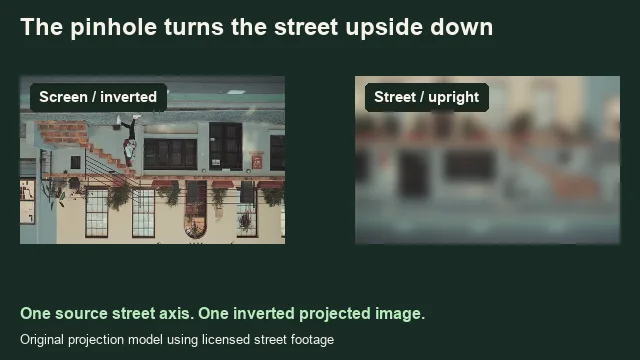 The pinhole turns the street upside down
Screen / inverted
Street / upright
One source street axis. One inverted projected image.
Original projection model using licensed street footage